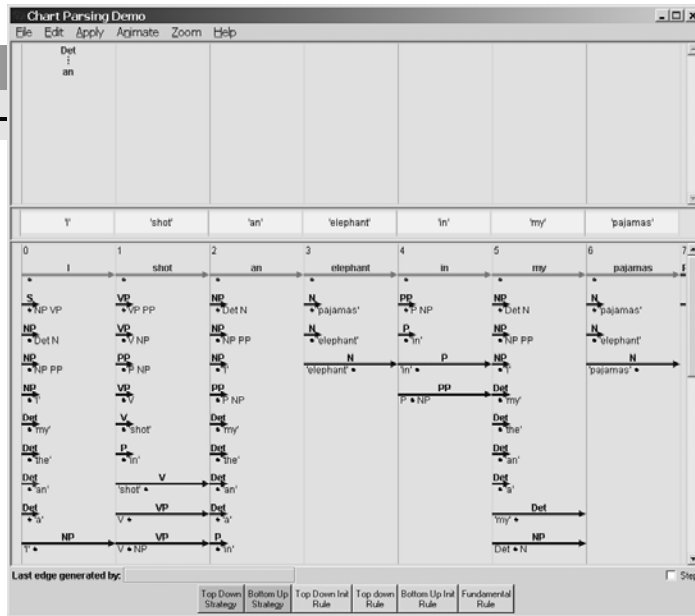 Chart Parsing Demo
File Edit Apply Animate Zoom Help
Det
an
'I' 'shot' 'an' 'elephant' 'in' 'my' 'pajamas'
0 1 2 3 4 5 6 7
I shot an elephant in my pajamas
• • • • • • •
S VP NP N PP NP N
• NP VP • VP PP • Det N • 'pajamas' • P NP • Det N • 'pajamas'
NP VP NP N P NP N
• Det N • V NP • NP PP • 'elephant' • 'in' • NP PP • 'elephant'
NP PP NP N P NP N
• NP PP • P NP • 'I' 'elephant' • 'in' • • 'I' 'pajamas' •
NP VP PP PP Det
• 'I' • V • P NP P • NP • 'my'
Det V Det Det
• 'my' • 'shot' • 'my' • 'the'
Det P Det Det
• 'the' • 'in' • 'the' • 'an'
Det V Det Det
• 'an' 'shot' • • 'an' • 'a'
Det VP Det Det
• 'a' V • • 'a' 'my' •
NP VP P NP
'I' • V • NP • 'in' Det • N
Last edge generated by: Step
Top Down Strategy Bottom Up Strategy Top Down Init Rule Top down Rule Bottom Up Init Rule Fundamental Rule